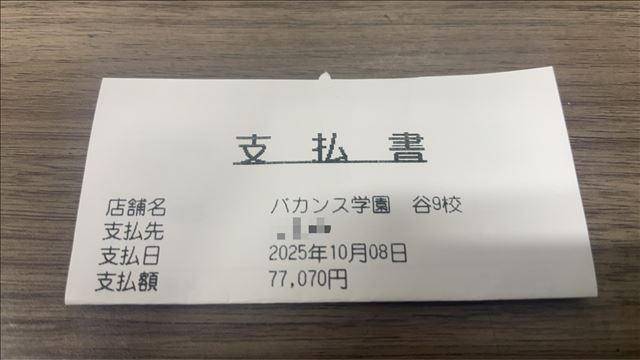 支払書
店舗名 バカンス学園 谷9校
支払先
支払日 2025年10月08日
支払額 77,070円